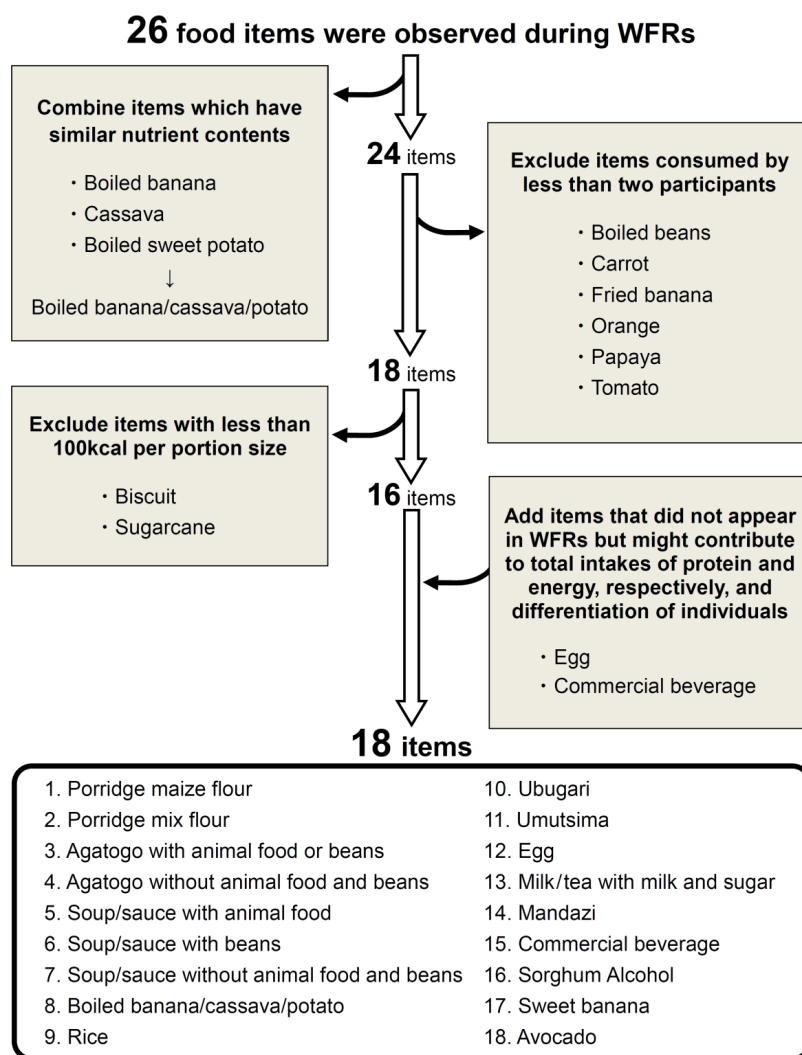 26 food items were observed during WFRs
Combine items which have
similar nutrient contents
・Boiled banana
・Cassava
・Boiled sweet potato
↓
Boiled banana/cassava/potato
24 items
Exclude items consumed by
less than two participants
・Boiled beans
・Carrot
・Fried banana
・Orange
・Papaya
・Tomato
18 items
Exclude items with less than
100kcal per portion size
・Biscuit
・Sugarcane
16 items
Add items that did not appear
in WFRs but might contribute
to total intakes of protein and
energy, respectively, and
differentiation of individuals
・Egg
・Commercial beverage
18 items
1. Porridge maize flour
2. Porridge mix flour
3. Agatogo with animal food or beans
4. Agatogo without animal food and beans
5. Soup/sauce with animal food
6. Soup/sauce with beans
7. Soup/sauce without animal food and beans
8. Boiled banana/cassava/potato
9. Rice
10. Ubugari
11. Umutsima
12. Egg
13. Milk/tea with milk and sugar
14. Mandazi
15. Commercial beverage
16. Sorghum Alcohol
17. Sweet banana
18. Avocado